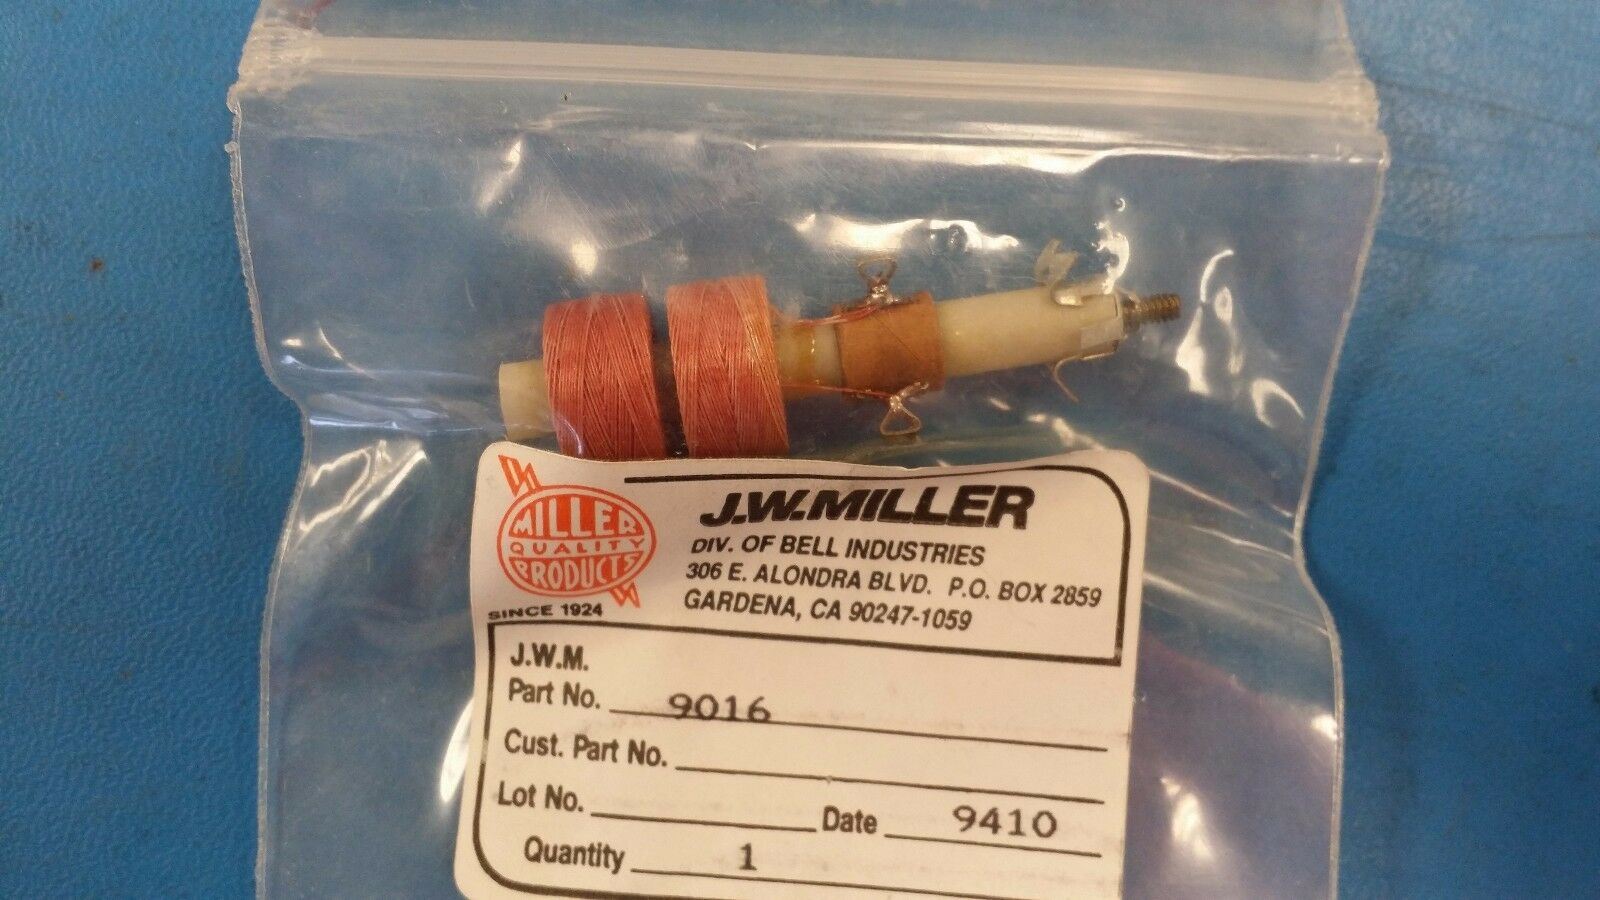 MILLER
QUALITY
PRODUCTS
SINCE 1924
J.W.MILLER
DIV. OF BELL INDUSTRIES
306 E. ALONDRA BLVD. P.O. BOX 2859
GARDENA, CA 90247-1059
J.W.M.
Part No. 9016
Cust. Part No.
Lot No. Date 9410
Quantity 1